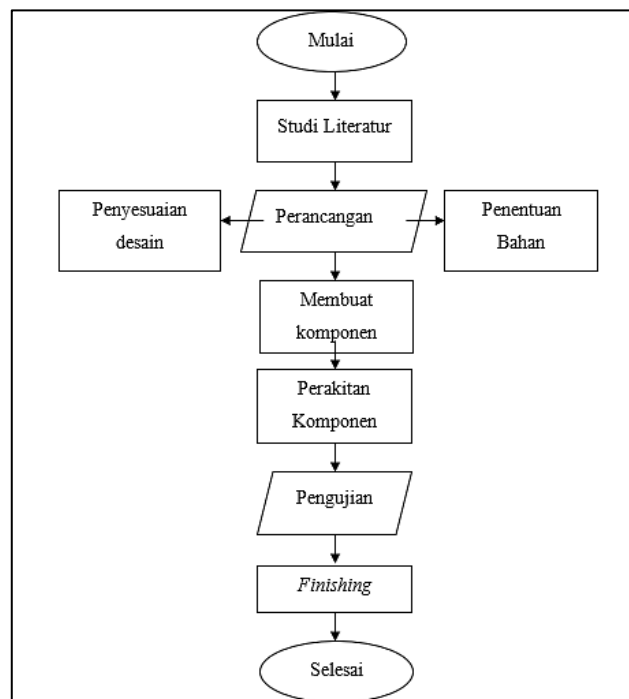 Mulai
Studi Literatur
Penyesuaian
desain
Perancangan
Penentuan
Bahan
Membuat
komponen
Perakitan
Komponen
Pengujian
Finishing
Selesai